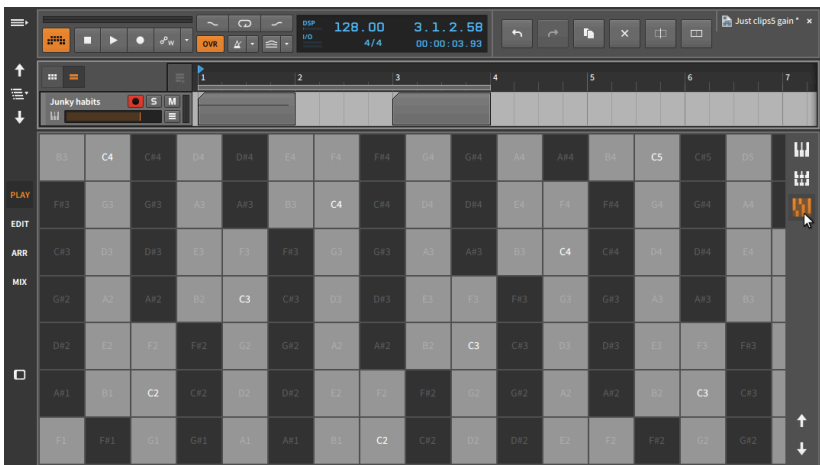 DSP
I/O
128.00
4/4
3.1.2.58
00:00:03.93
Just clips5 gain* ×
W
OVR
1 2 3 4 5 6 7
Junky habits
S M
PLAY
EDIT
ARR
MIX
B3 C4 C#4 D4 D#4 E4 F4 F#4 G4 G#4 A4 A#4 B4 C5 C#5 D5
F#3 G3 G#3 A3 A#3 B3 C4 C#4 D4 D#4 E4 F4 F#4 G4 G#4 A4
C#3 D3 D#3 E3 F3 F#3 G3 G#3 A3 A#3 B3 C4 C#4 D4 D#4 E4
G#2 A2 A#2 B2 C3 C#3 D3 D#3 E3 F3 F#3 G3 G#3 A3 A#3 B3
D#2 E2 F2 F#2 G2 G#2 A2 A#2 B2 C3 C#3 D3 D#3 E3 F3 F#3
A#1 B1 C2 C#2 D2 D#2 E2 F2 F#2 G2 G#2 A2 A#2 B2 C3 C#3
F1 F#1 G1 G#1 A1 A#1 B1 C2 C#2 D2 D#2 E2 F2 F#2 G2 G#2